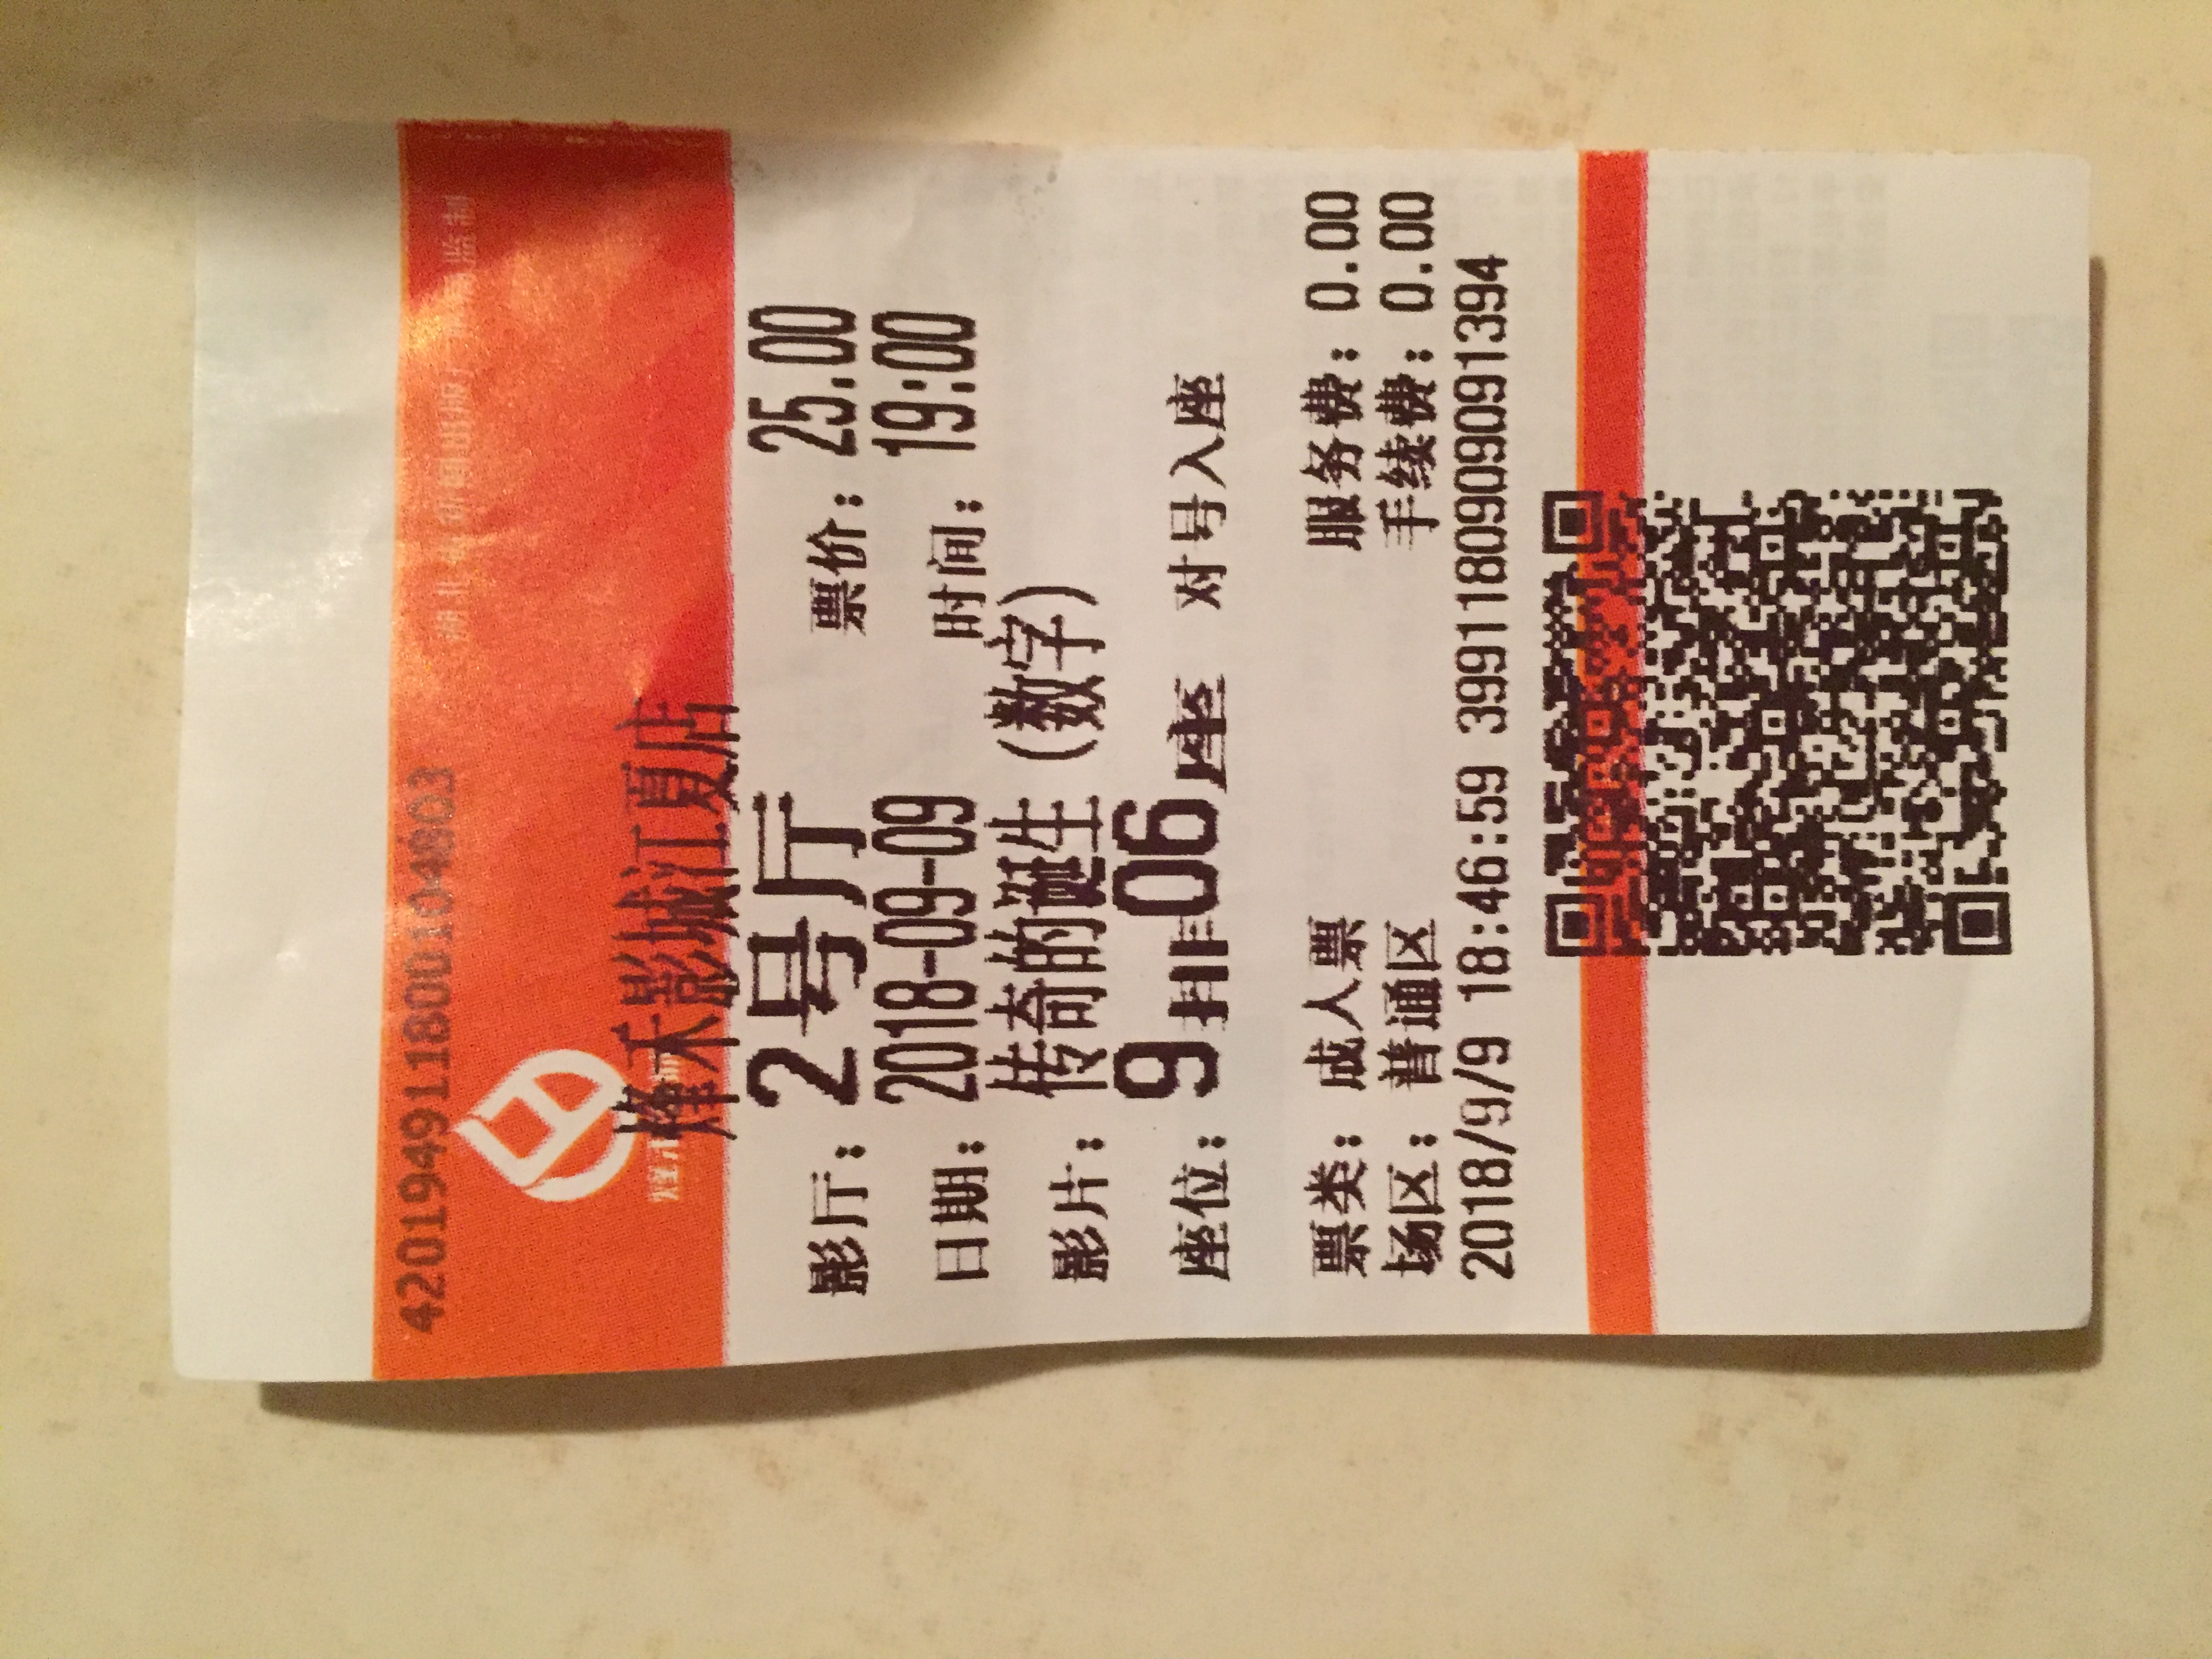 420194911800104803
烽禾影城江夏店
影厅：2号厅 票价：25.00
日期：2018-09-09 时间：19:00
影片：传奇的诞生（数字）
座位：9排06座 对号入座
票类：成人票 服务费：0.00
场区：普通区 手续费：0.00
2018/9/9 18:46:59 3991180909091394